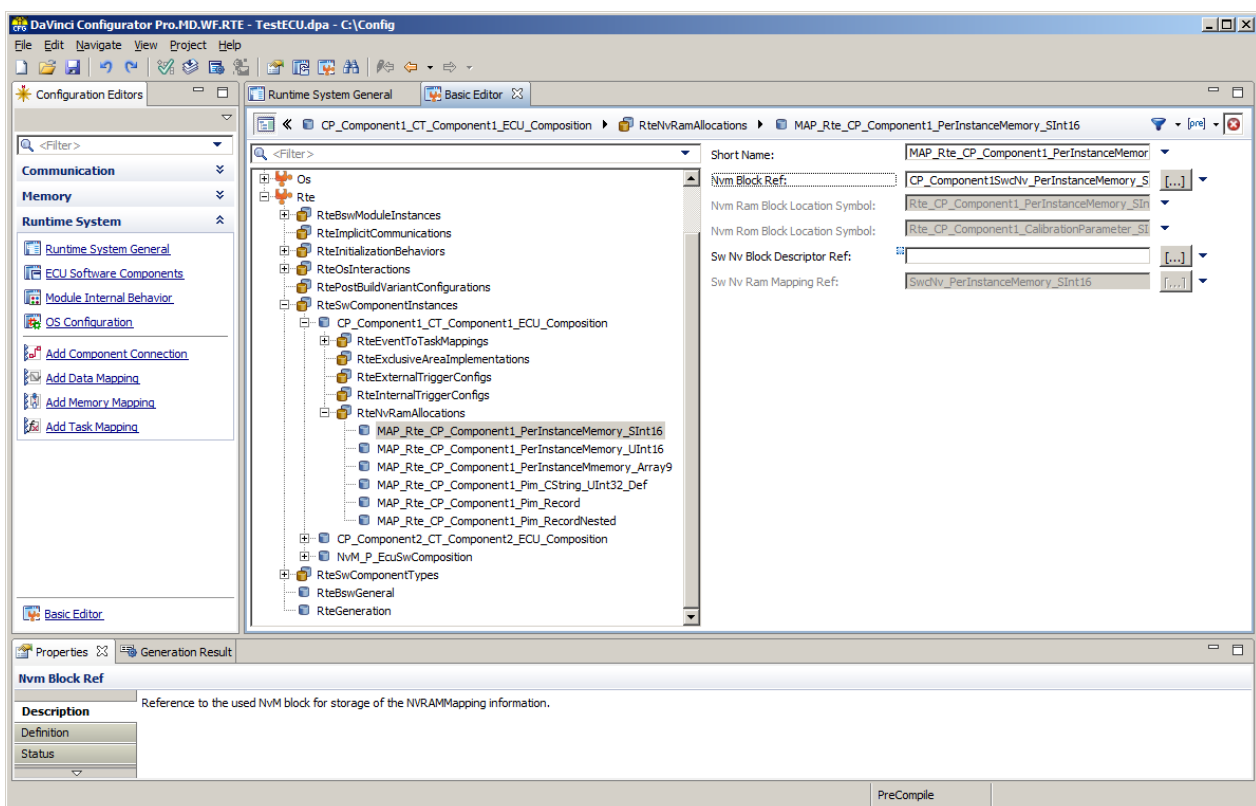 DaVinci Configurator Pro.MD.WF.RTE - TestECU.dpa - C:\Config
File Edit Navigate View Project Help
Configuration Editors
Runtime System General
Basic Editor
CP_Component1_CT_Component1_ECU_Composition
RteNvRamAllocations
MAP_Rte_CP_Component1_PerInstanceMemory_SInt16
[pre]
<Filter>
Communication
Memory
Runtime System
Runtime System General
ECU Software Components
Module Internal Behavior
OS Configuration
Add Component Connection
Add Data Mapping
Add Memory Mapping
Add Task Mapping
Basic Editor
<Filter>
Os
Rte
RteBswModuleInstances
RteImplicitCommunications
RteInitializationBehaviors
RteOsInteractions
RtePostBuildVariantConfigurations
RteSwComponentInstances
CP_Component1_CT_Component1_ECU_Composition
RteEventToTaskMappings
RteExclusiveAreaImplementations
RteExternalTriggerConfigs
RteInternalTriggerConfigs
RteNvRamAllocations
MAP_Rte_CP_Component1_PerInstanceMemory_SInt16
MAP_Rte_CP_Component1_PerInstanceMemory_UInt16
MAP_Rte_CP_Component1_PerInstanceMmemory_Array9
MAP_Rte_CP_Component1_Pim_CString_UInt32_Def
MAP_Rte_CP_Component1_Pim_Record
MAP_Rte_CP_Component1_Pim_RecordNested
CP_Component2_CT_Component2_ECU_Composition
NvM_P_EcuSwComposition
RteSwComponentTypes
RteBswGeneral
RteGeneration
Short Name: MAP_Rte_CP_Component1_PerInstanceMemor
Nvm Block Ref: CP_Component1SwcNv_PerInstanceMemory_S [...]
Nvm Ram Block Location Symbol: Rte_CP_Component1_PerInstanceMemory_SIn
Nvm Rom Block Location Symbol: Rte_CP_Component1_CalibrationParameter_SI
Sw Nv Block Descriptor Ref: [...]
Sw Nv Ram Mapping Ref: SwcNv_PerInstanceMemory_SInt16 [...]
Properties
Generation Result
Nvm Block Ref
Description
Definition
Status
Reference to the used NvM block for storage of the NVRAMMapping information.
PreCompile